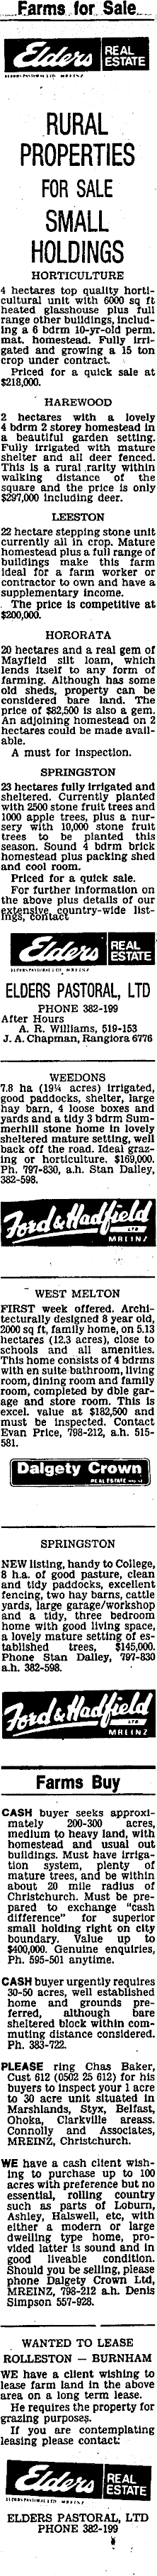 Farms for Sale
Elders REAL
ESTATE
RURAL
PROPERTIES
FOR SALE
SMALL
HOLDINGS
HORTICULTURE
4 hectares top quality horti-
cultural unit with 6000 sq ft
heated glasshouse plus full
range other buildings, includ-
ing a 6 bdrm 10-yr-old perm.
mat. homestead. Fully irri-
gated and growing a 15 ton
crop under contract.
Priced for a quick sale at
$218,000.
HAREWOOD
2 hectares with a lovely
4 bdrm 2 storey homestead in
a beautiful garden setting.
Fully irrigated with mature
shelter and all deer fenced.
This is a rural rarity within
walking distance of the
square and the price is only
$297,000 including deer.
LEESTON
22 hectare stepping stone unit
currently all in crop. Mature
homestead plus a full range of
buildings make this farm
ideal for a farm worker or
contractor to own and have a
supplementary income.
The price is competitive at
$200,000.
HORORATA
20 hectares and a real gem of
Mayfield silt loam, which
lends itself to any form of
farming. Although has some
old sheds, property can be
considered bare land. The
price of $82,500 is also a gem.
An adjoining homestead on 2
hectares could be made avail-
able.
A must for inspection.
SPRINGSTON
23 hectares fully irrigated and
sheltered. Currently planted
with 2500 stone fruit trees and
1000 apple trees, plus a nur-
sery with 10,000 stone fruit
trees to be planted this
season. Sound 4 bdrm brick
homestead plus packing shed
and cool room.
Priced for a quick sale.
For further information on
the above plus details of our
extensive country-wide list-
ings, contact
Elders REAL
ESTATE
ELDERS PASTORAL LTD MREINZ
ELDERS PASTORAL, LTD
PHONE 382-199
After Hours
A. R. Williams, 519-153
J. A. Chapman, Rangiora 6776
WEEDONS
7.8 ha (19¼ acres) irrigated,
good paddocks, shelter, large
hay barn, 4 loose boxes and
yards and a tidy 3 bdrm Sum-
merhill stone home in lovely
sheltered mature setting, well
back off the road. Ideal graz-
ing or horticulture. $169,000.
Ph. 797-830, a.h. Stan Dalley,
382-598.
Ford & Hadfield
LTD
MREINZ
WEST MELTON
FIRST week offered. Archi-
tecturally designed 8 year old,
2000 sq ft, family home, on 5.13
hectares (12.3 acres), close to
schools and all amenities.
This home consists of 4 bdrms
with en suite bathroom, living
room, dining room and family
room, completed by dble gar-
age and store room. This is
excel. value at $182,500 and
must be inspected. Contact
Evan Price, 798-212, a.h. 515-
581.
Dalgety Crown
REAL ESTATE
SPRINGSTON
NEW listing, handy to College,
8 h.a. of good pasture, clean
and tidy paddocks, excellent
fencing, two hay barns, cattle
yards, large garage/workshop
and a tidy, three bedroom
home with good living space,
a lovely mature setting of es-
tablished trees, $145,000.
Phone Stan Dalley, 797-830
a.h. 382-598.
Ford & Hadfield
LTD
MREINZ
Farms Buy
CASH buyer seeks approxi-
mately 200-300 acres,
medium to heavy land, with
homestead and usual out
buildings. Must have irriga-
tion system, plenty of
mature trees, and be within
about 20 mile radius of
Christchurch. Must be pre-
pared to exchange "cash
difference" for superior
small holding right on city
boundary. Value up to
$400,000. Genuine enquiries,
Ph. 595-501 anytime.
CASH buyer urgently requires
30-50 acres, well established
home and grounds pre-
ferred, although bare
sheltered block within com-
muting distance considered.
Ph. 383-722.
PLEASE ring Chas Baker,
Cust 612 (0502 25 612) for his
buyers to inspect your 1 acre
to 30 acre unit situated in
Marshlands, Styx, Belfast,
Ohoka, Clarkville areass.
Connolly and Associates,
MREINZ, Christchurch.
WE have a cash client wish-
ing to purchase up to 100
acres with preference but no
essential, rolling country
such as parts of Loburn,
Ashley, Halswell, etc, with
either a modern or large
dwelling type home, pro-
vided latter is sound and in
good liveable condition.
Should you be selling, please
phone Dalgety Crown Ltd,
MREINZ, 798-212 a.h. Denis
Simpson 557-928.
WANTED TO LEASE
ROLLESTON — BURNHAM
WE have a client wishing to
lease farm land in the above
area on a long term lease.
He requires the property for
grazing purposes.
If you are contemplating
leasing please contact:
Elders REAL
ESTATE
ELDERS PASTORAL, LTD
PHONE 382-199